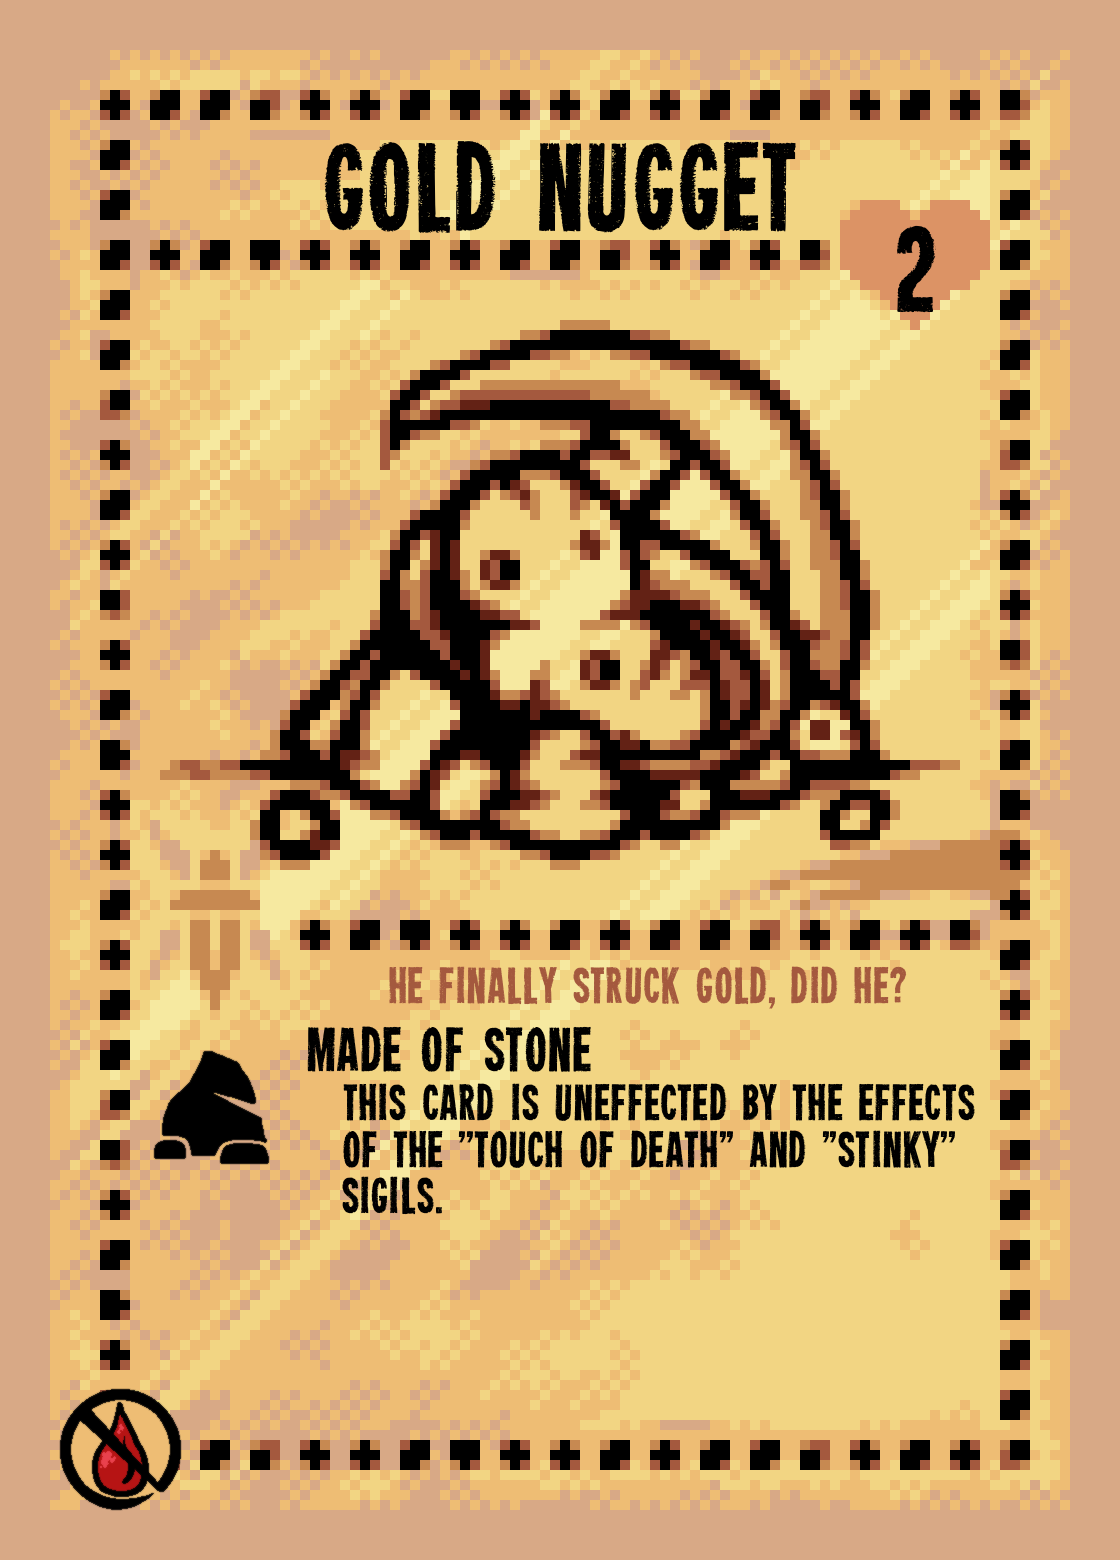 GOLD NUGGET
2
HE FINALLY STRUCK GOLD, DID HE?
MADE OF STONE
THIS CARD IS UNEFFECTED BY THE EFFECTS
OF THE "TOUCH OF DEATH" AND "STINKY"
SIGILS.